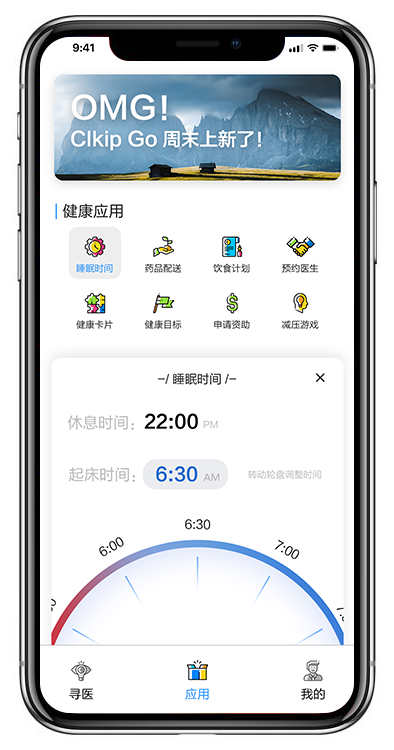 9:41
OMG!
Clkip Go 周末上新了!
健康应用
睡眠时间 药品配送 饮食计划 预约医生
健康卡片 健康目标 申请资助 减压游戏
-/ 睡眠时间 /-
休息时间: 22:00 PM
起床时间: 6:30 AM 转动轮盘调整时间
6:00 6:30 7:00
寻医 应用 我的